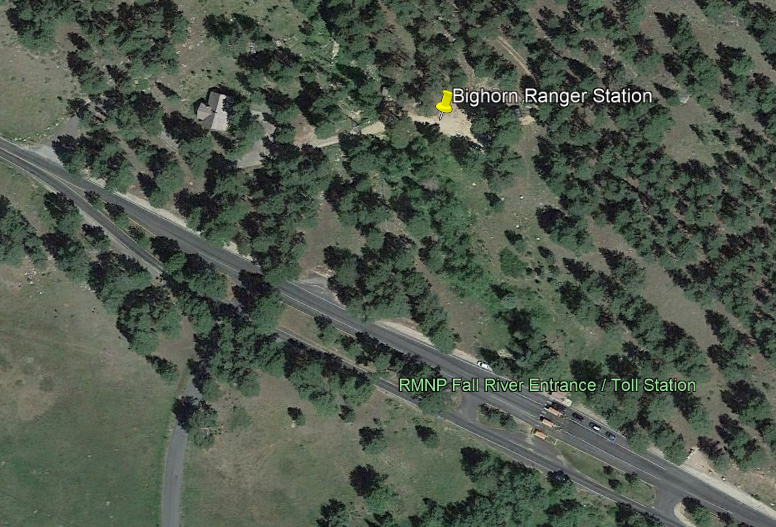 Bighorn Ranger Station
RMNP Fall River Entrance / Toll Station